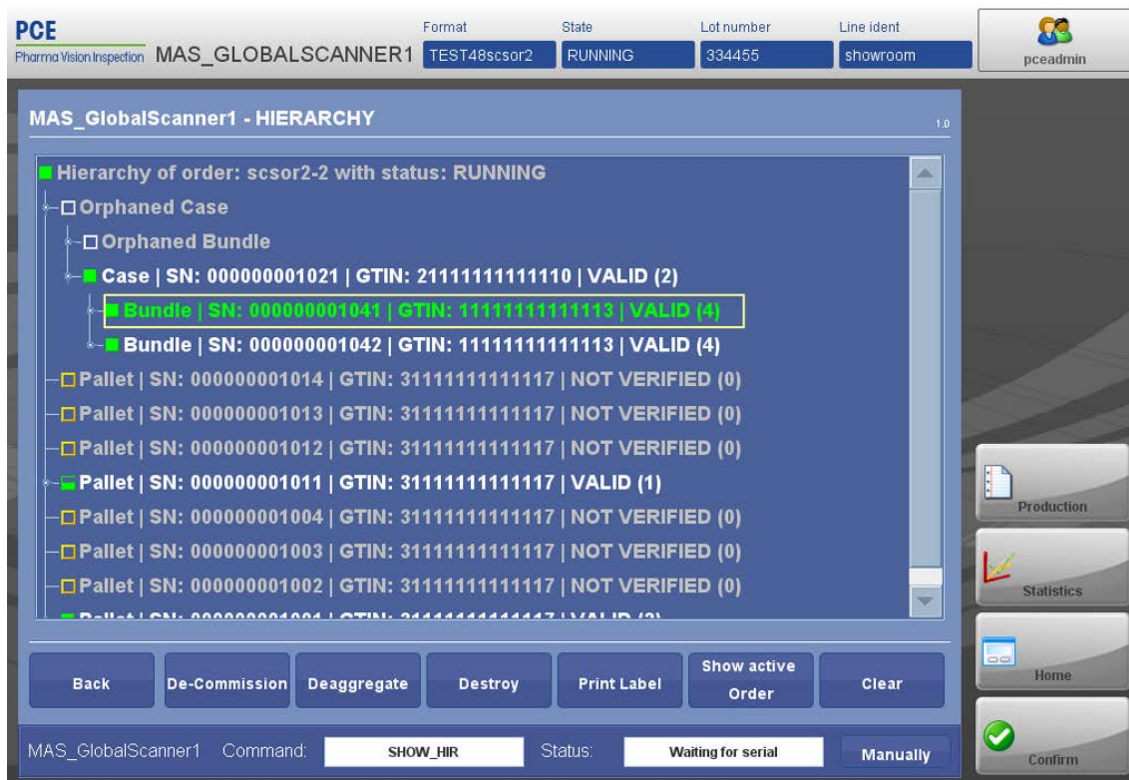 PCE
Pharma Vision Inspection
MAS_GLOBALSCANNER1
Format
TEST48scsor2
State
RUNNING
Lot number
334455
Line ident
showroom
pceadmin
MAS_GlobalScanner1 - HIERARCHY
1.0
Hierarchy of order: scsor2-2 with status: RUNNING
Orphaned Case
Orphaned Bundle
Case | SN: 000000001021 | GTIN: 21111111111110 | VALID (2)
Bundle | SN: 000000001041 | GTIN: 11111111111113 | VALID (4)
Bundle | SN: 000000001042 | GTIN: 11111111111113 | VALID (4)
Pallet | SN: 000000001014 | GTIN: 31111111111117 | NOT VERIFIED (0)
Pallet | SN: 000000001013 | GTIN: 31111111111117 | NOT VERIFIED (0)
Pallet | SN: 000000001012 | GTIN: 31111111111117 | NOT VERIFIED (0)
Pallet | SN: 000000001011 | GTIN: 31111111111117 | VALID (1)
Pallet | SN: 000000001004 | GTIN: 31111111111117 | NOT VERIFIED (0)
Pallet | SN: 000000001003 | GTIN: 31111111111117 | NOT VERIFIED (0)
Pallet | SN: 000000001002 | GTIN: 31111111111117 | NOT VERIFIED (0)
Pallet | SN: 000000001001 | GTIN: 31111111111117 | VALID
Production
Statistics
Home
Confirm
Back
De-Commission
Deaggregate
Destroy
Print Label
Show active
Order
Clear
MAS_GlobalScanner1
Command:
SHOW_HIR
Status:
Waiting for serial
Manually